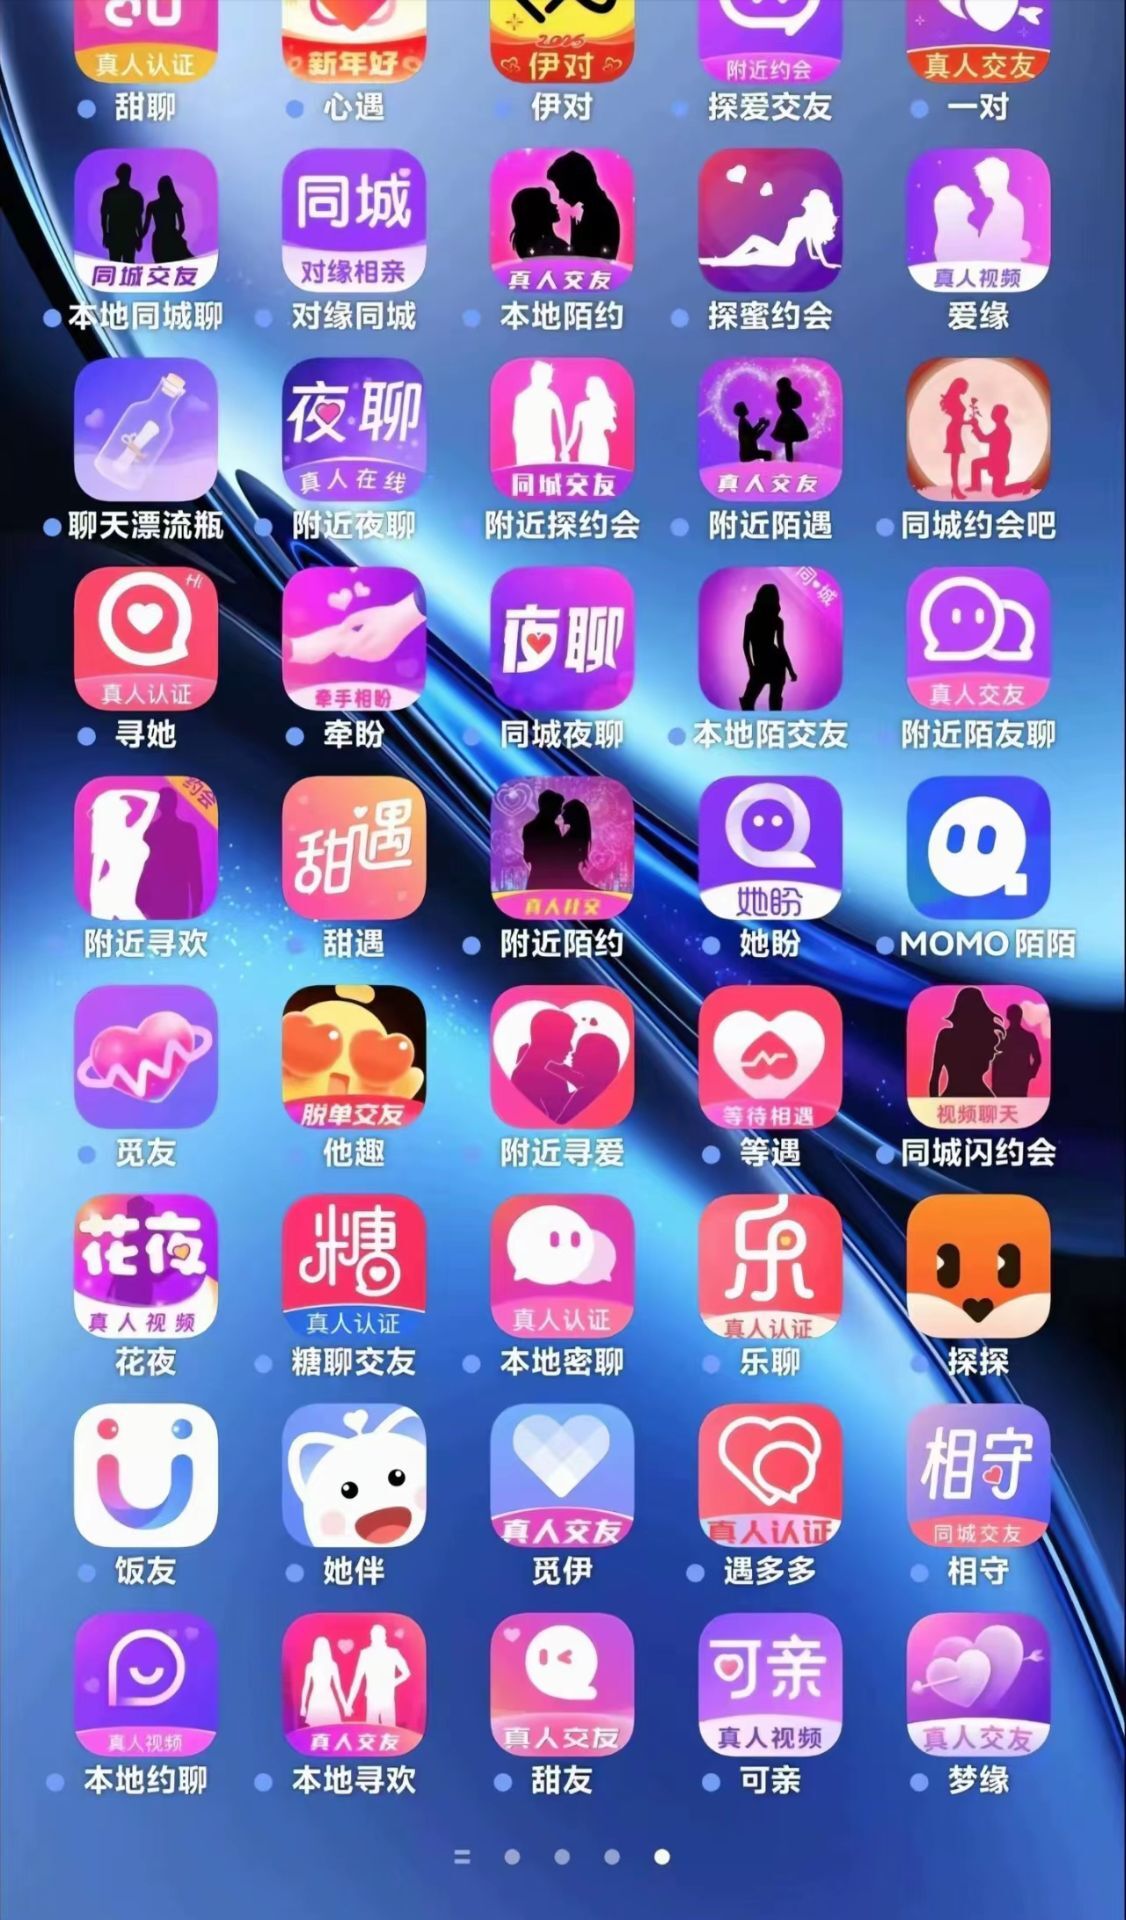 真人认证
新年好
2026
伊对
附近约会
真人交友
甜聊
心遇
伊对
探爱交友
一对
同城交友
同城
对缘相亲
真人交友
真人视频
本地同城聊
对缘同城
本地陌约
探蜜约会
爱缘
夜聊
真人在线
同城交友
真人交友
聊天漂流瓶
附近夜聊
附近探约会
附近陌遇
同城约会吧
Hi
真人认证
牵手相盼
夜聊
同城
真人交友
寻她
牵盼
同城夜聊
本地陌交友
附近陌友聊
约会
甜遇
真人社交
她盼
附近寻欢
甜遇
附近陌约
她盼
MOMO陌陌
脱单交友
等待相遇
视频聊天
觅友
他趣
附近寻爱
等遇
同城闪约会
花夜
真人视频
糖
真人认证
真人认证
乐
真人认证
花夜
糖聊交友
本地密聊
乐聊
探探
真人交友
真人认证
相守
同城交友
饭友
她伴
觅伊
遇多多
相守
真人视频
真人交友
真人交友
可亲
真人视频
真人交友
本地约聊
本地寻欢
甜友
可亲
梦缘